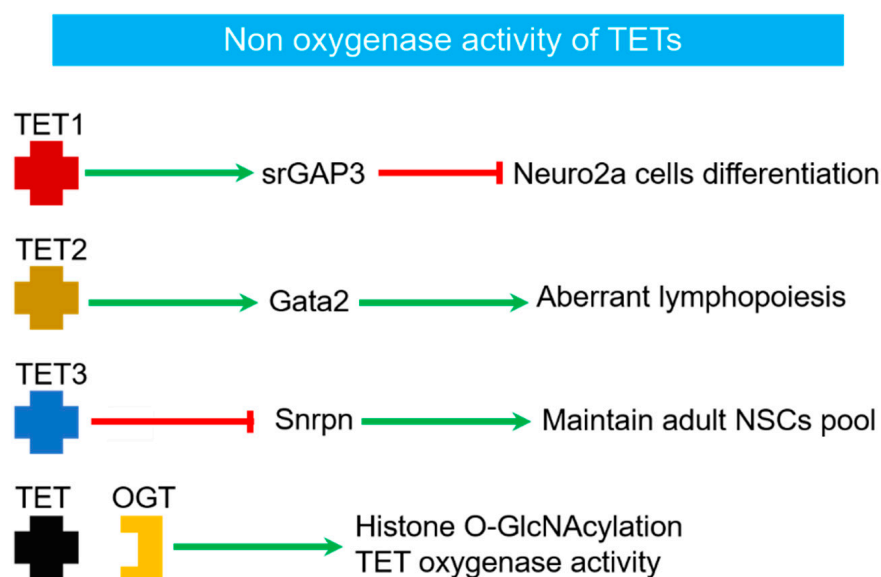 Non oxygenase activity of TETs
TET1
srGAP3
Neuro2a cells differentiation
TET2
Gata2
Aberrant lymphopoiesis
TET3
Snrpn
Maintain adult NSCs pool
TET
OGT
Histone O-GlcNAcylation
TET oxygenase activity